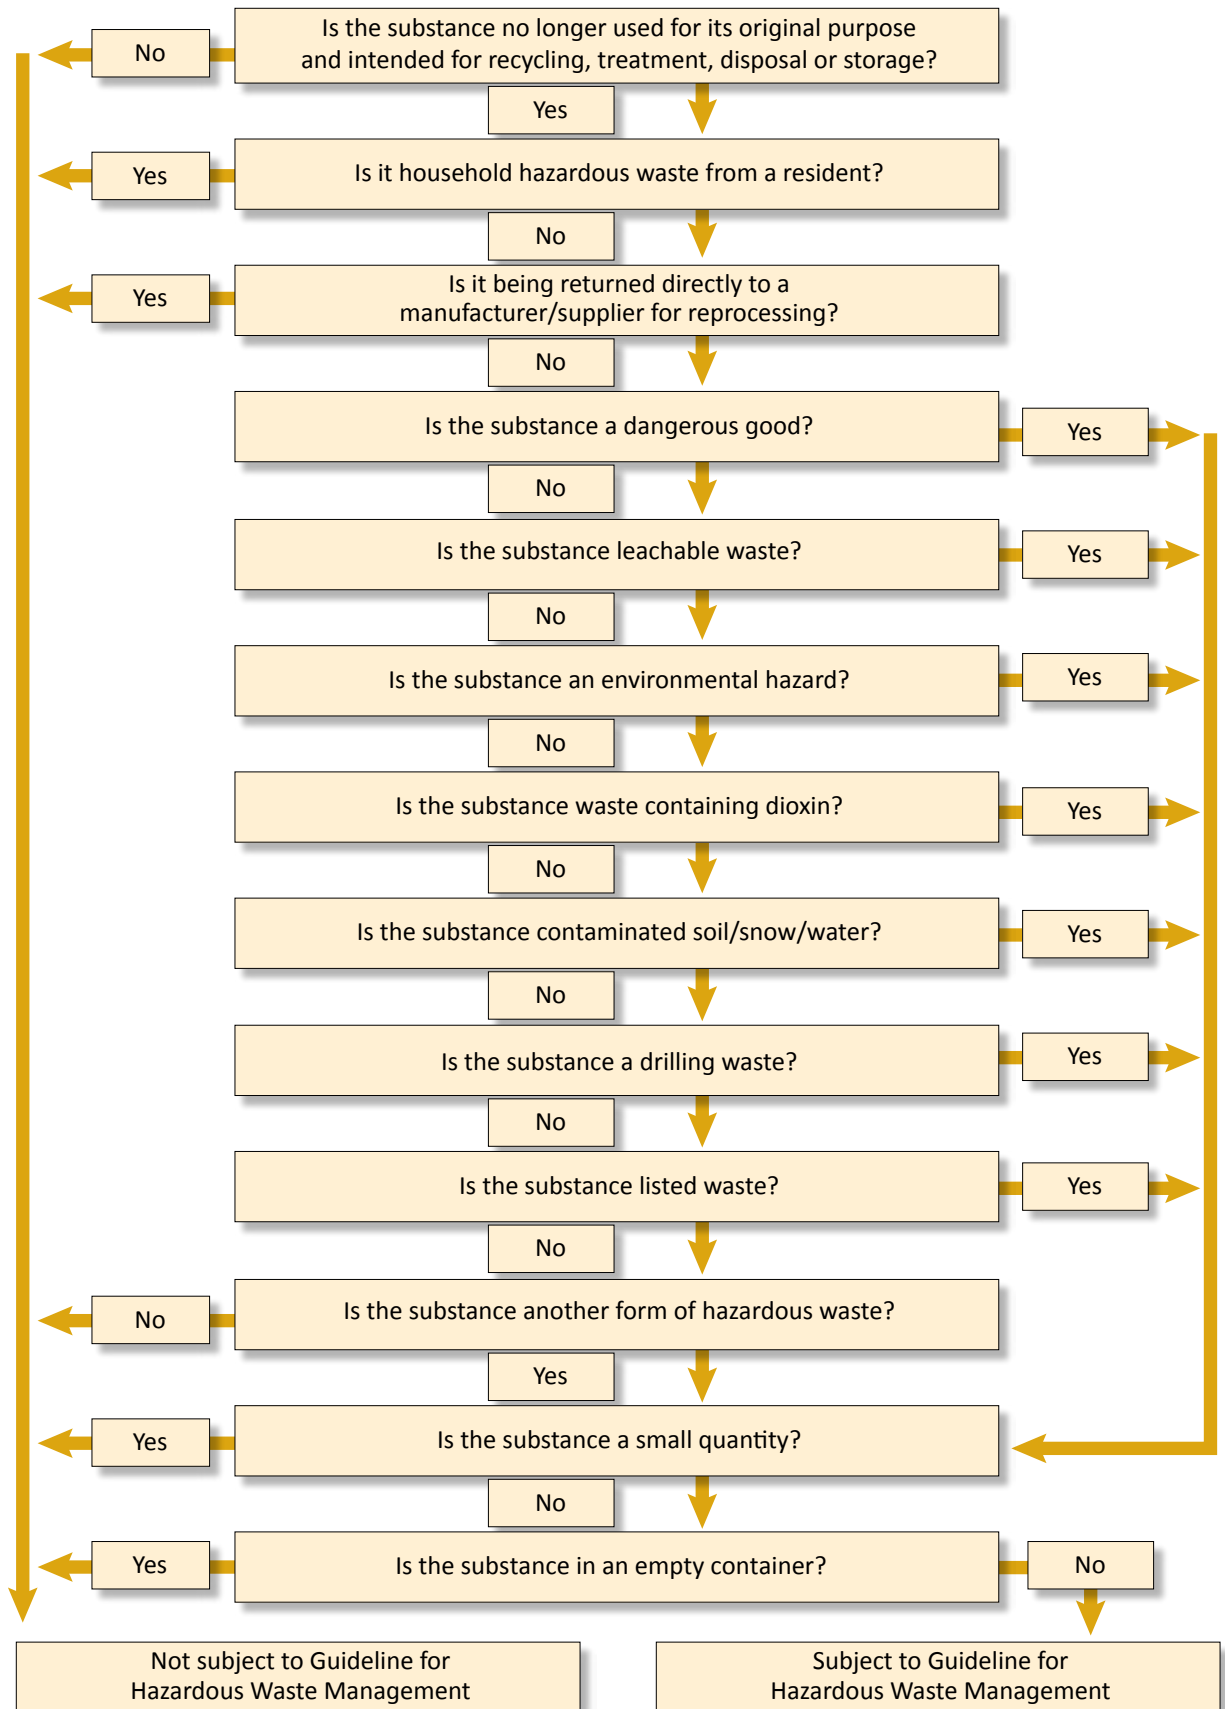 Is the substance no longer used for its original purpose
and intended for recycling, treatment, disposal or storage?
No
Yes
Is it household hazardous waste from a resident?
Yes
No
Is it being returned directly to a
manufacturer/supplier for reprocessing?
Yes
No
Is the substance a dangerous good?
Yes
No
Is the substance leachable waste?
Yes
No
Is the substance an environmental hazard?
Yes
No
Is the substance waste containing dioxin?
Yes
No
Is the substance contaminated soil/snow/water?
Yes
No
Is the substance a drilling waste?
Yes
No
Is the substance listed waste?
Yes
No
Is the substance another form of hazardous waste?
No
Yes
Is the substance a small quantity?
Yes
No
Is the substance in an empty container?
Yes
No
Not subject to Guideline for
Hazardous Waste Management
Subject to Guideline for
Hazardous Waste Management